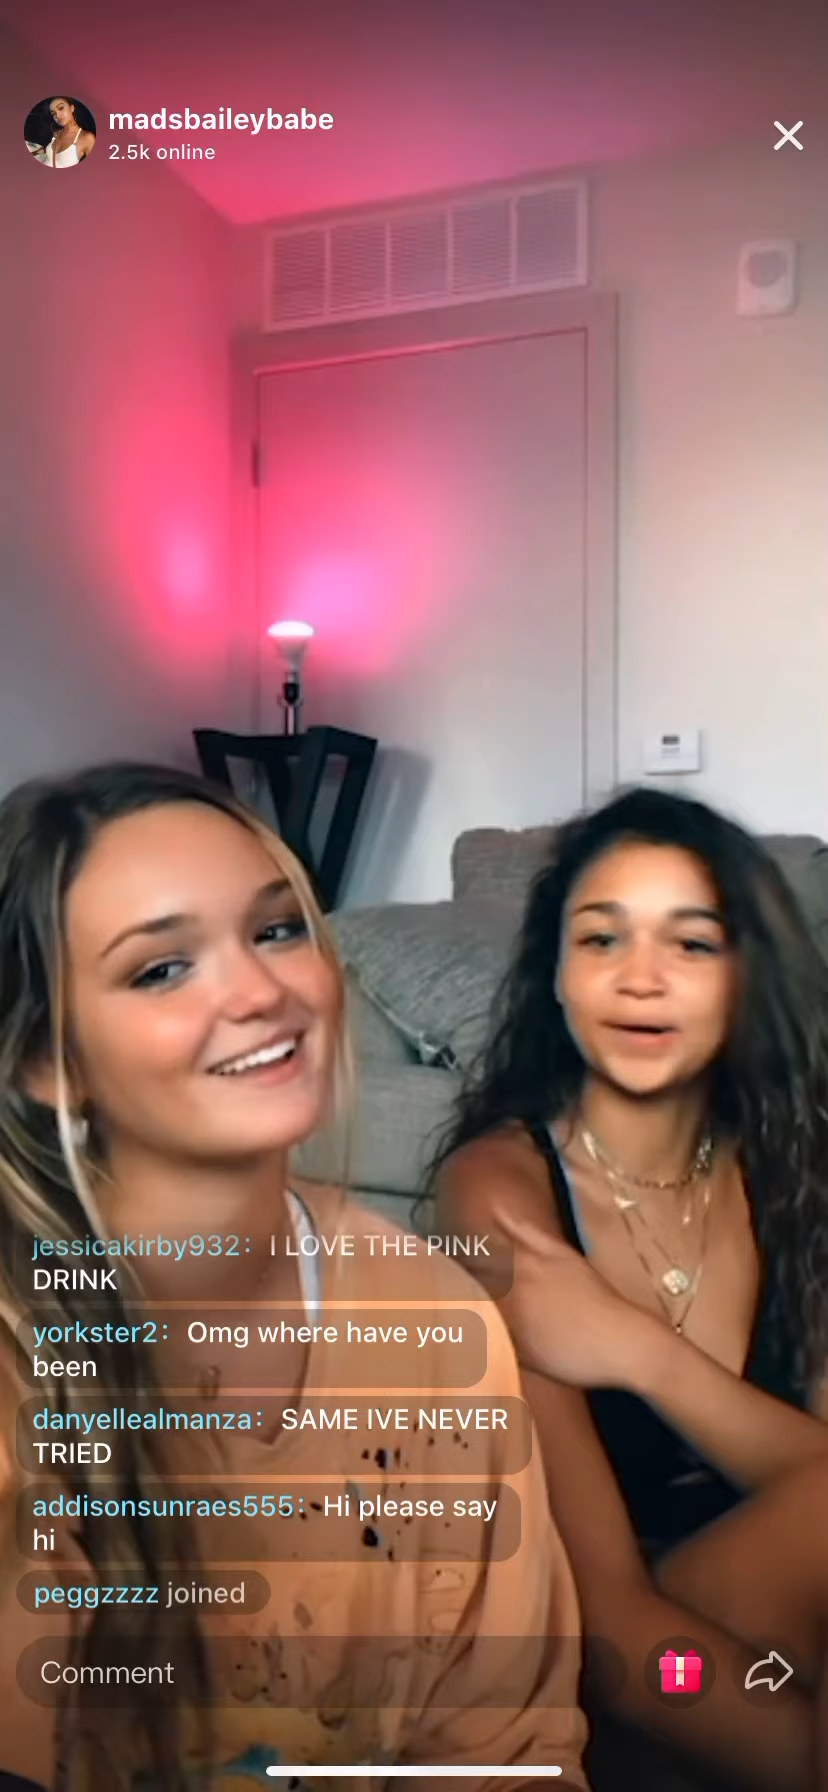 madsbaileybabe
2.5k online
jessicakirby932: I LOVE THE PINK
DRINK
yorkster2: Omg where have you
been
danyellealmanza: SAME IVE NEVER
TRIED
addisonsunraes555: Hi please say
hi
peggzzzz joined
Comment